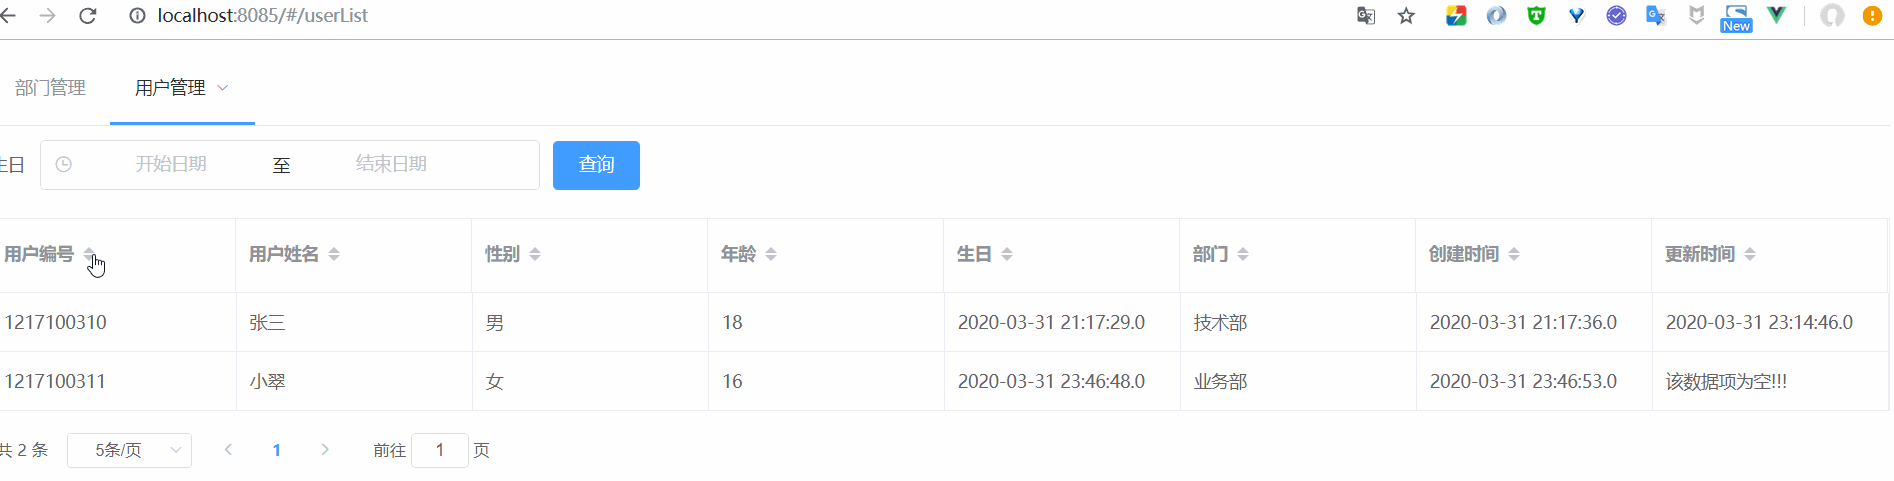 localhost:8085/#/userList
New
部门管理 用户管理
生日 开始日期 至 结束日期 查询
用户编号 用户姓名 性别 年龄 生日 部门 创建时间 更新时间
1217100310 张三 男 18 2020-03-31 21:17:29.0 技术部 2020-03-31 21:17:36.0 2020-03-31 23:14:46.0
1217100311 小翠 女 16 2020-03-31 23:46:48.0 业务部 2020-03-31 23:46:53.0 该数据项为空!!!
共 2 条 5条/页 1 前往 1 页